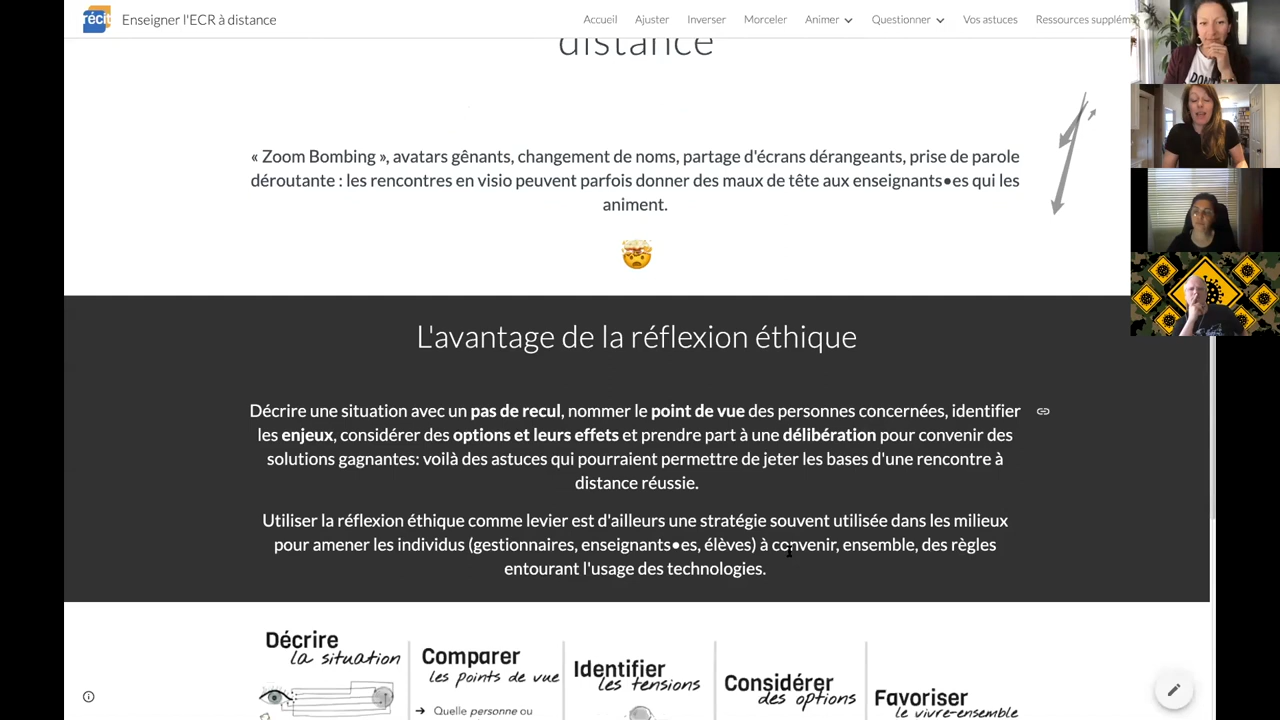 récit
Enseigner l'ECR à distance
Accueil
Ajuster
Inverser
Morceler
Animer
Questionner
Vos astuces
Ressources supplém
distance
« Zoom Bombing », avatars gênants, changement de noms, partage d'écrans dérangeants, prise de parole
déroutante : les rencontres en visio peuvent parfois donner des maux de tête aux enseignants•es qui les
animent.
L'avantage de la réflexion éthique
Décrire une situation avec un pas de recul, nommer le point de vue des personnes concernées, identifier
les enjeux, considérer des options et leurs effets et prendre part à une délibération pour convenir des
solutions gagnantes: voilà des astuces qui pourraient permettre de jeter les bases d'une rencontre à
distance réussie.
Utiliser la réflexion éthique comme levier est d'ailleurs une stratégie souvent utilisée dans les milieux
pour amener les individus (gestionnaires, enseignants•es, élèves) à convenir, ensemble, des règles
entourant l'usage des technologies.
Décrire
la situation
Comparer
les points de vue
→ Quelle personne ou
Identifier
les tensions
Considérer
des options
Favoriser
le vivre-ensemble